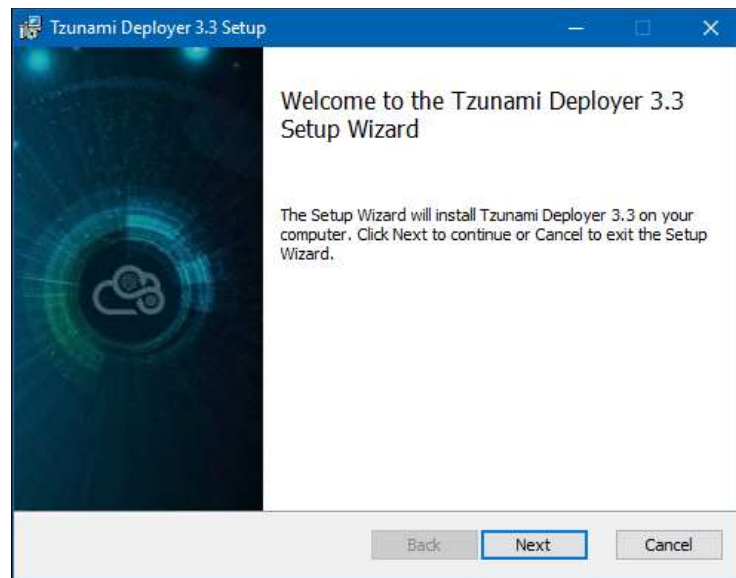 Tzunami Deployer 3.3 Setup
Welcome to the Tzunami Deployer 3.3
Setup Wizard
The Setup Wizard will install Tzunami Deployer 3.3 on your
computer. Click Next to continue or Cancel to exit the Setup
Wizard.
Back Next Cancel